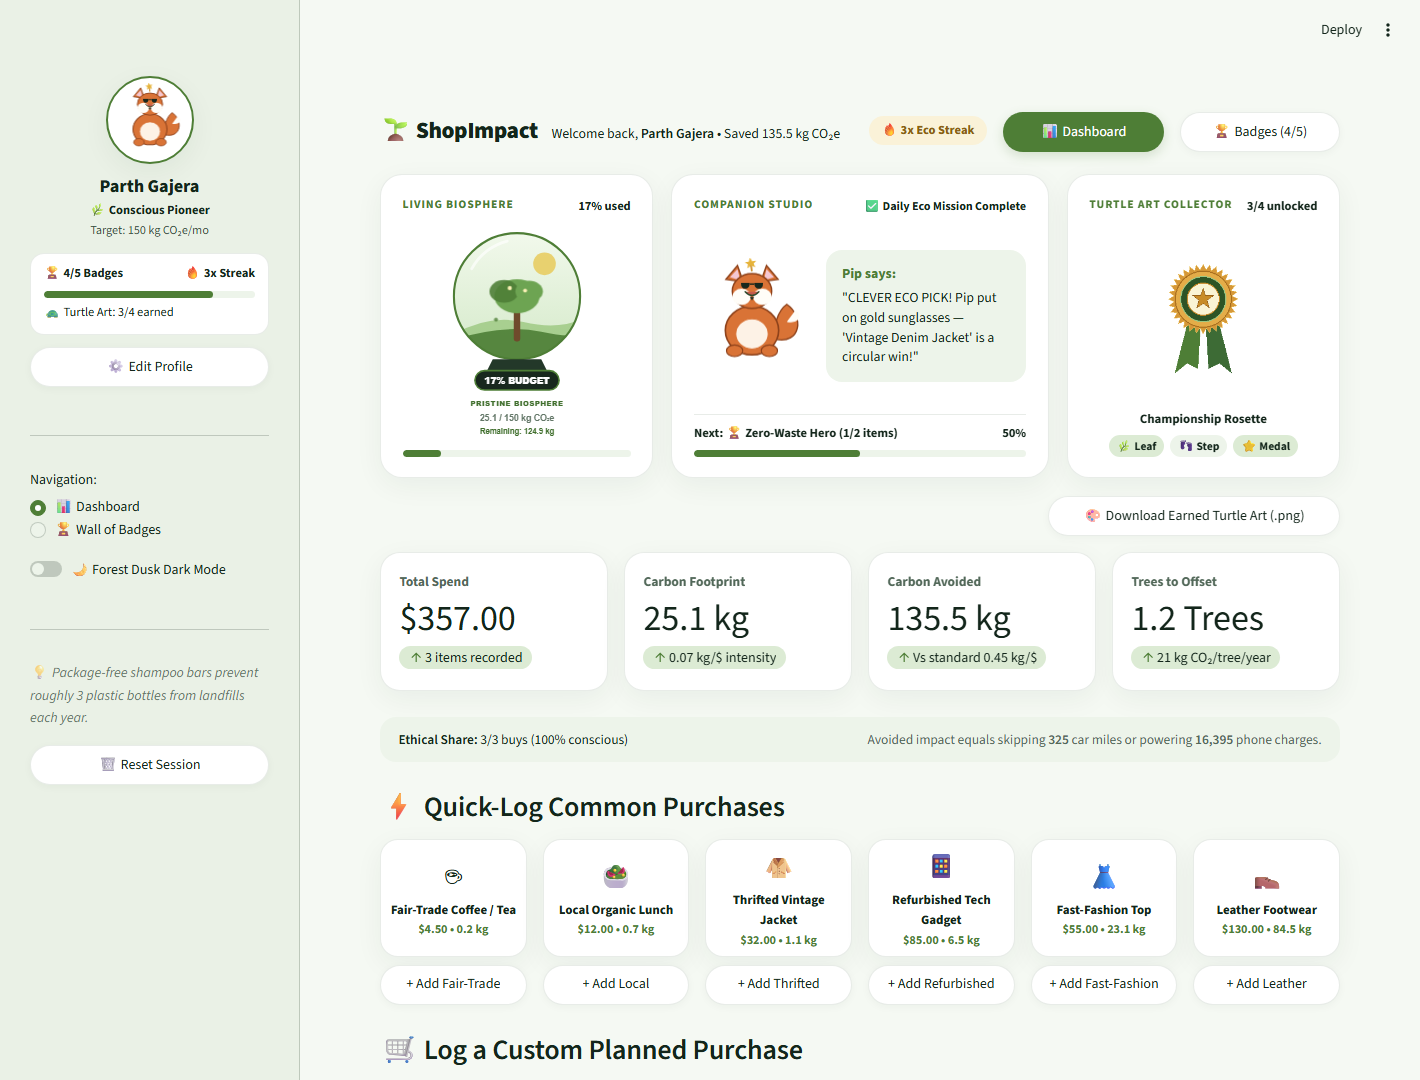 Deploy
Parth Gajera
Conscious Pioneer
Target: 150 kg CO₂e/mo
4/5 Badges
3x Streak
Turtle Art: 3/4 earned
Edit Profile
Navigation:
Dashboard
Wall of Badges
Forest Dusk Dark Mode
Package-free shampoo bars prevent
roughly 3 plastic bottles from landfills
each year.
Reset Session
ShopImpact
Welcome back, Parth Gajera • Saved 135.5 kg CO₂e
3x Eco Streak
Dashboard
Badges (4/5)
LIVING BIOSPHERE
17% used
17% BUDGET
PRISTINE BIOSPHERE
25.1 / 150 kg CO₂e
Remaining: 124.9 kg
COMPANION STUDIO
Daily Eco Mission Complete
Pip says:
"CLEVER ECO PICK! Pip put
on gold sunglasses —
'Vintage Denim Jacket' is a
circular win!"
Next: Zero-Waste Hero (1/2 items)
50%
TURTLE ART COLLECTOR
3/4 unlocked
Championship Rosette
Leaf
Step
Medal
Download Earned Turtle Art (.png)
Total Spend
$357.00
↑ 3 items recorded
Carbon Footprint
25.1 kg
↑ 0.07 kg/$ intensity
Carbon Avoided
135.5 kg
↑ Vs standard 0.45 kg/$
Trees to Offset
1.2 Trees
↑ 21 kg CO₂/tree/year
Ethical Share: 3/3 buys (100% conscious)
Avoided impact equals skipping 325 car miles or powering 16,395 phone charges.
Quick-Log Common Purchases
Fair-Trade Coffee / Tea
$4.50 • 0.2 kg
+ Add Fair-Trade
Local Organic Lunch
$12.00 • 0.7 kg
+ Add Local
Thrifted Vintage
Jacket
$32.00 • 1.1 kg
+ Add Thrifted
Refurbished Tech
Gadget
$85.00 • 6.5 kg
+ Add Refurbished
Fast-Fashion Top
$55.00 • 23.1 kg
+ Add Fast-Fashion
Leather Footwear
$130.00 • 84.5 kg
+ Add Leather
Log a Custom Planned Purchase